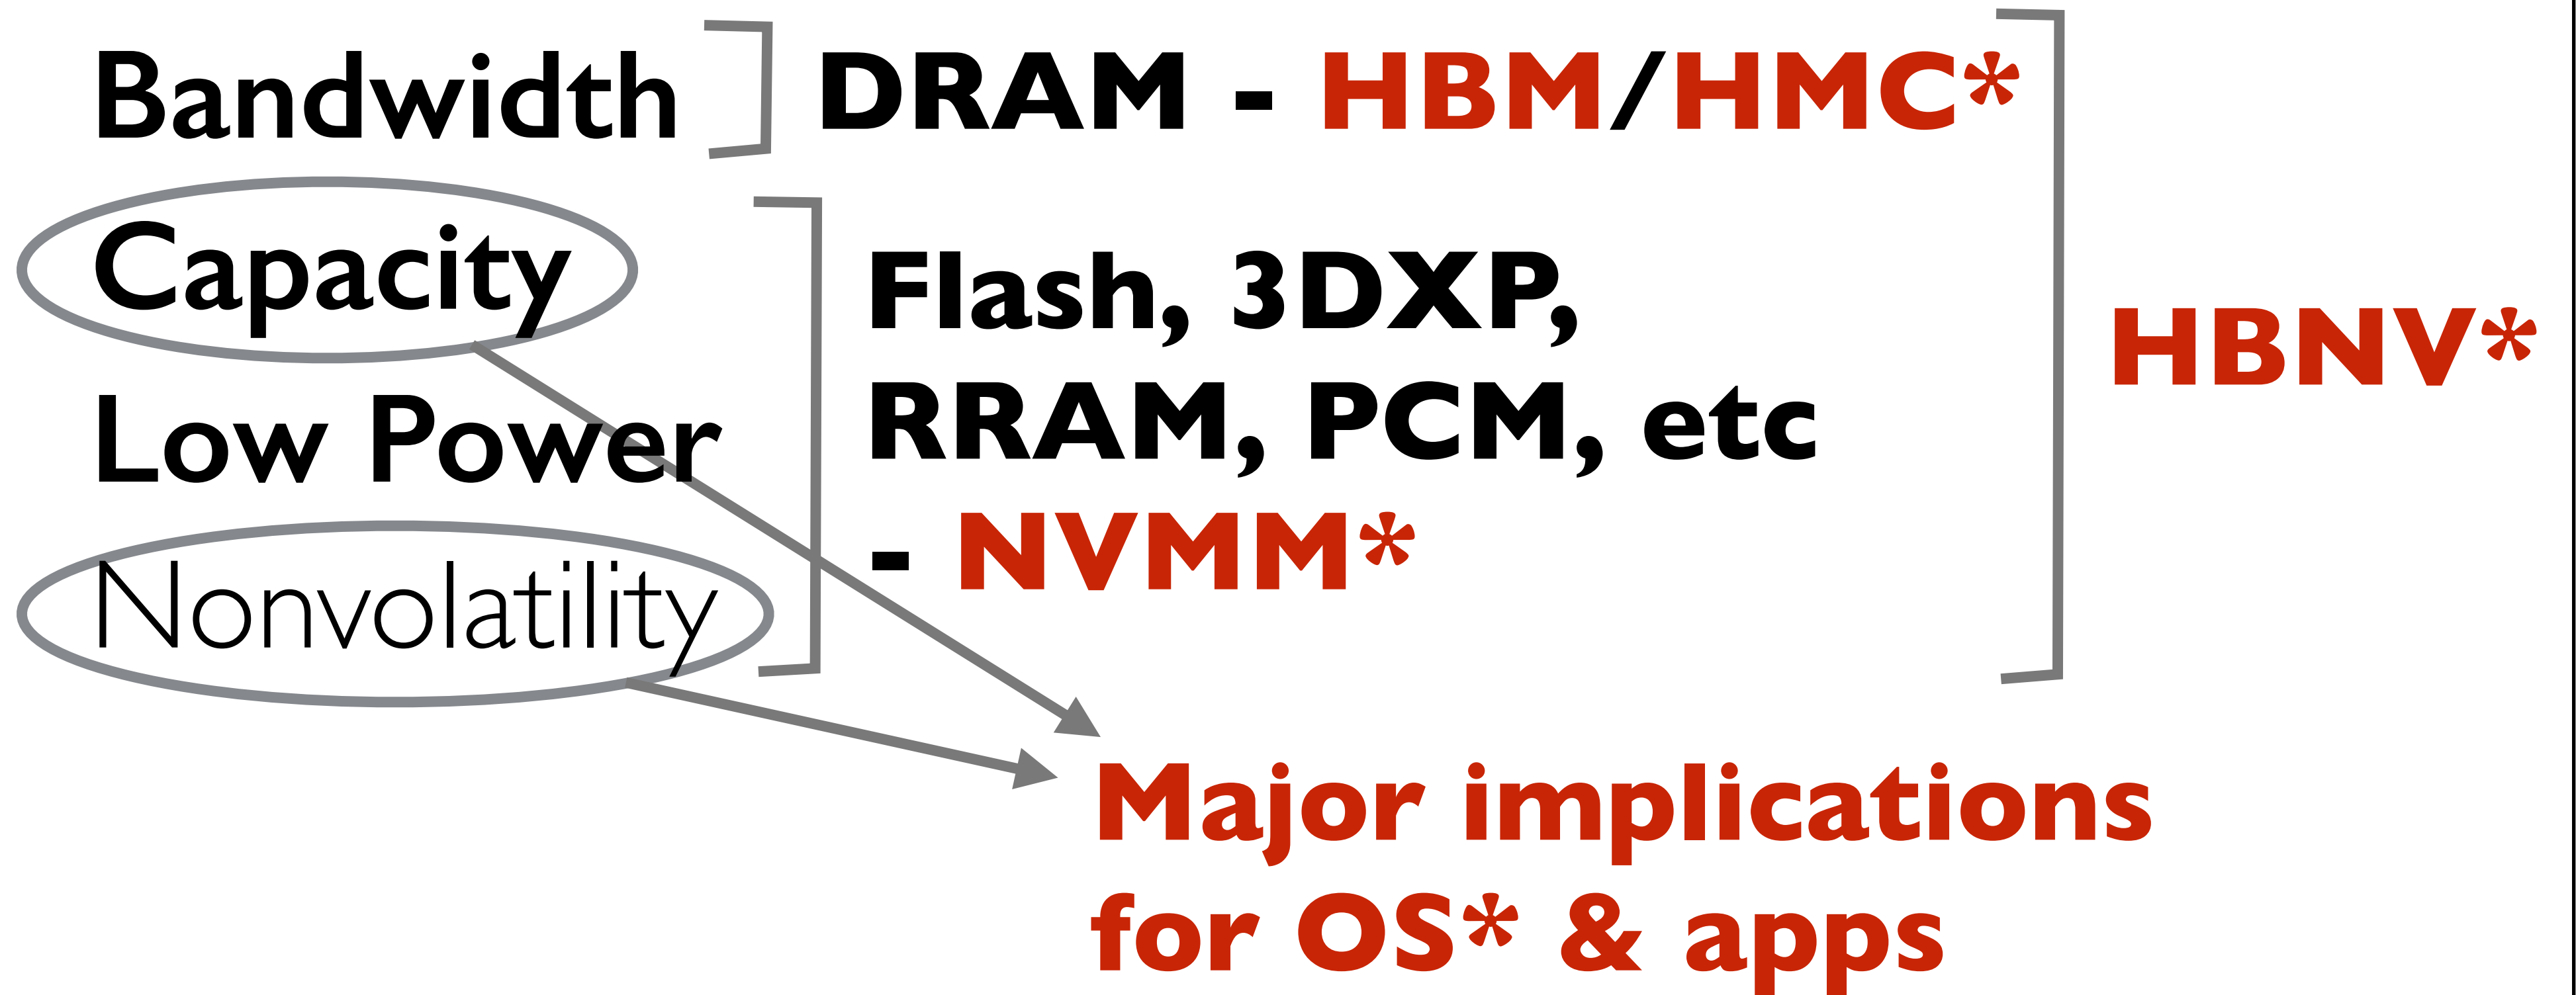 Bandwidth
DRAM - HBM/HMC*
Capacity
Low Power
Nonvolatility
Flash, 3DXP,
RRAM, PCM, etc
- NVMM*
HBNV*
Major implications
for OS* & apps